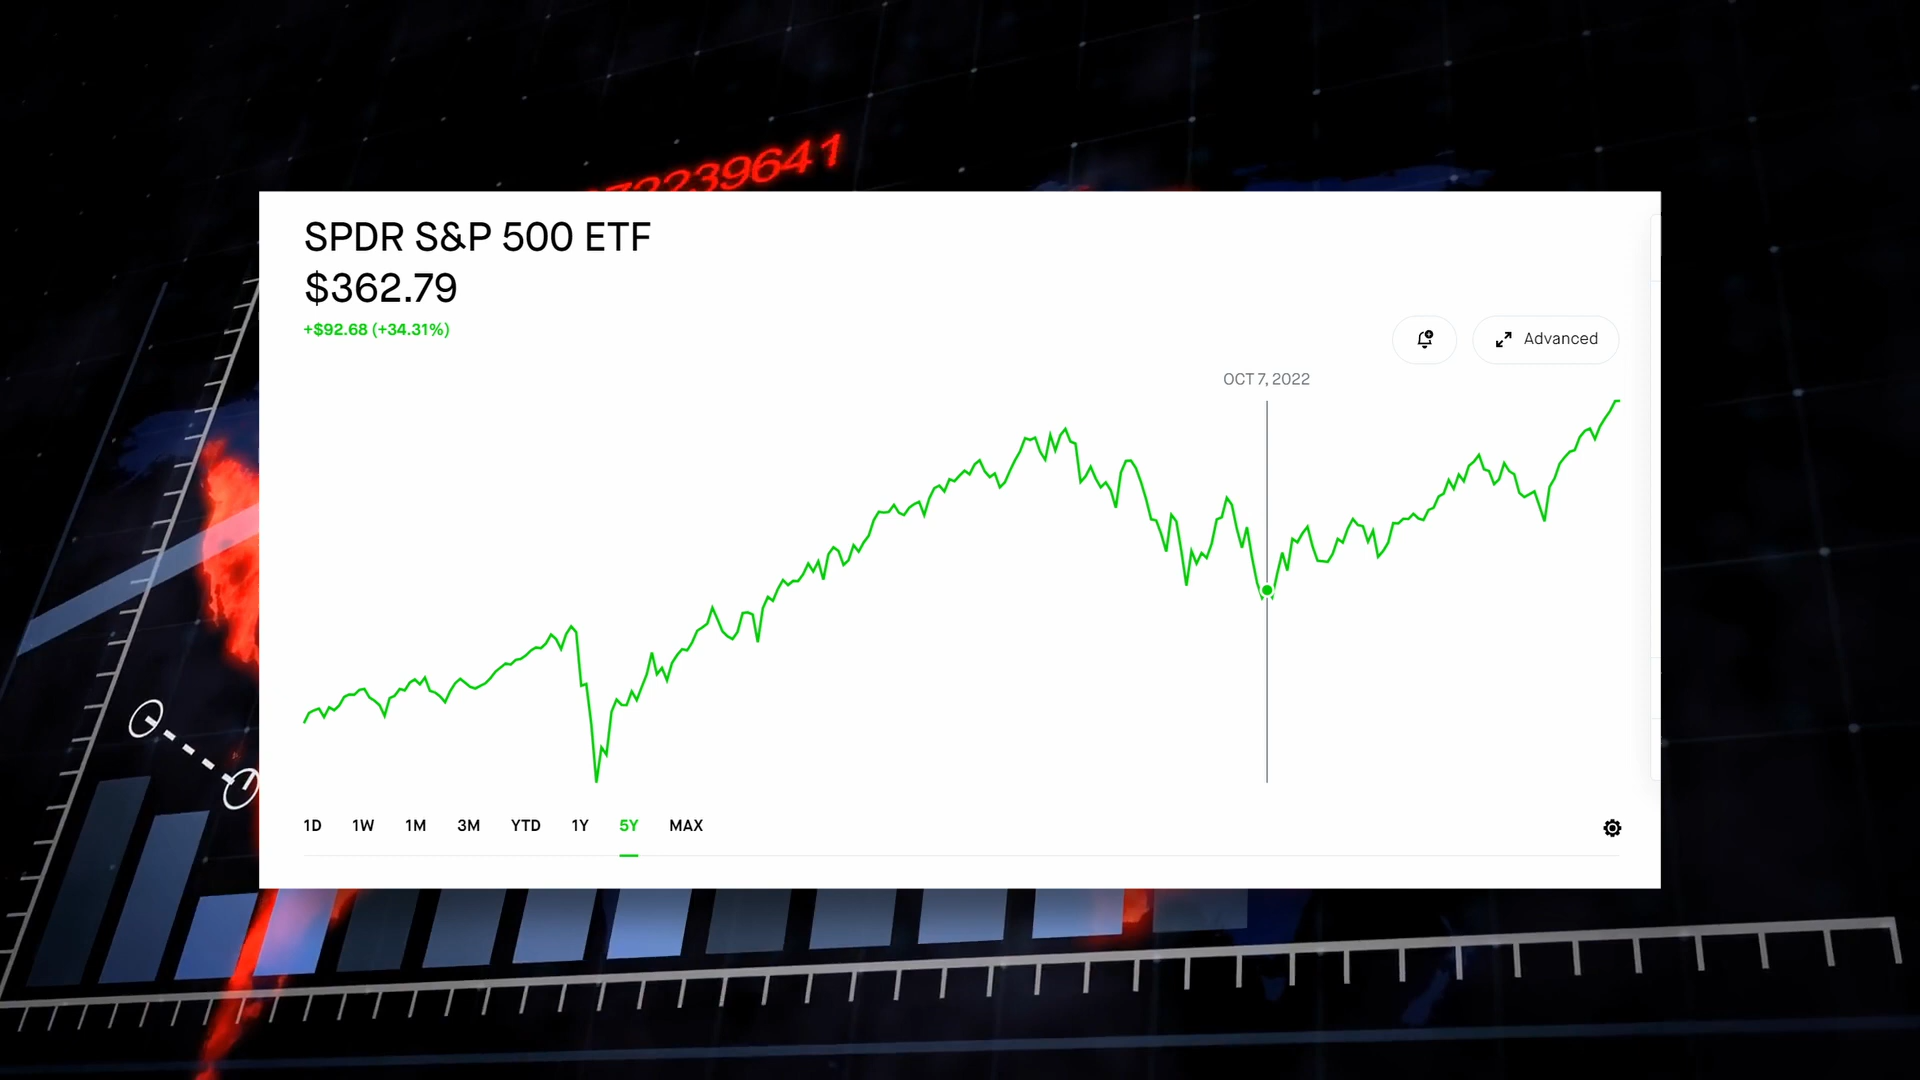 SPDR S&P 500 ETF
$362.79
+$92.68 (+34.31%)
Advanced
OCT 7, 2022
1D 1W 1M 3M YTD 1Y 5Y MAX